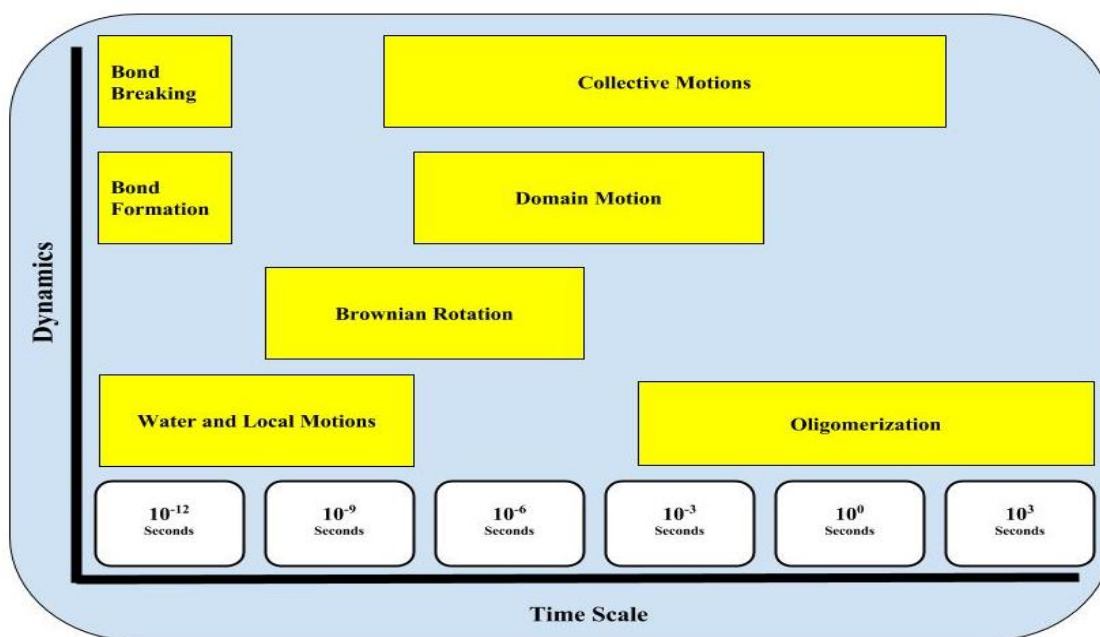 Bond
Breaking
Collective Motions
Bond
Formation
Domain Motion
Brownian Rotation
Water and Local Motions
Oligomerization
Dynamics
10⁻¹²
Seconds
10⁻⁹
Seconds
10⁻⁶
Seconds
10⁻³
Seconds
10⁰
Seconds
10³
Seconds
Time Scale